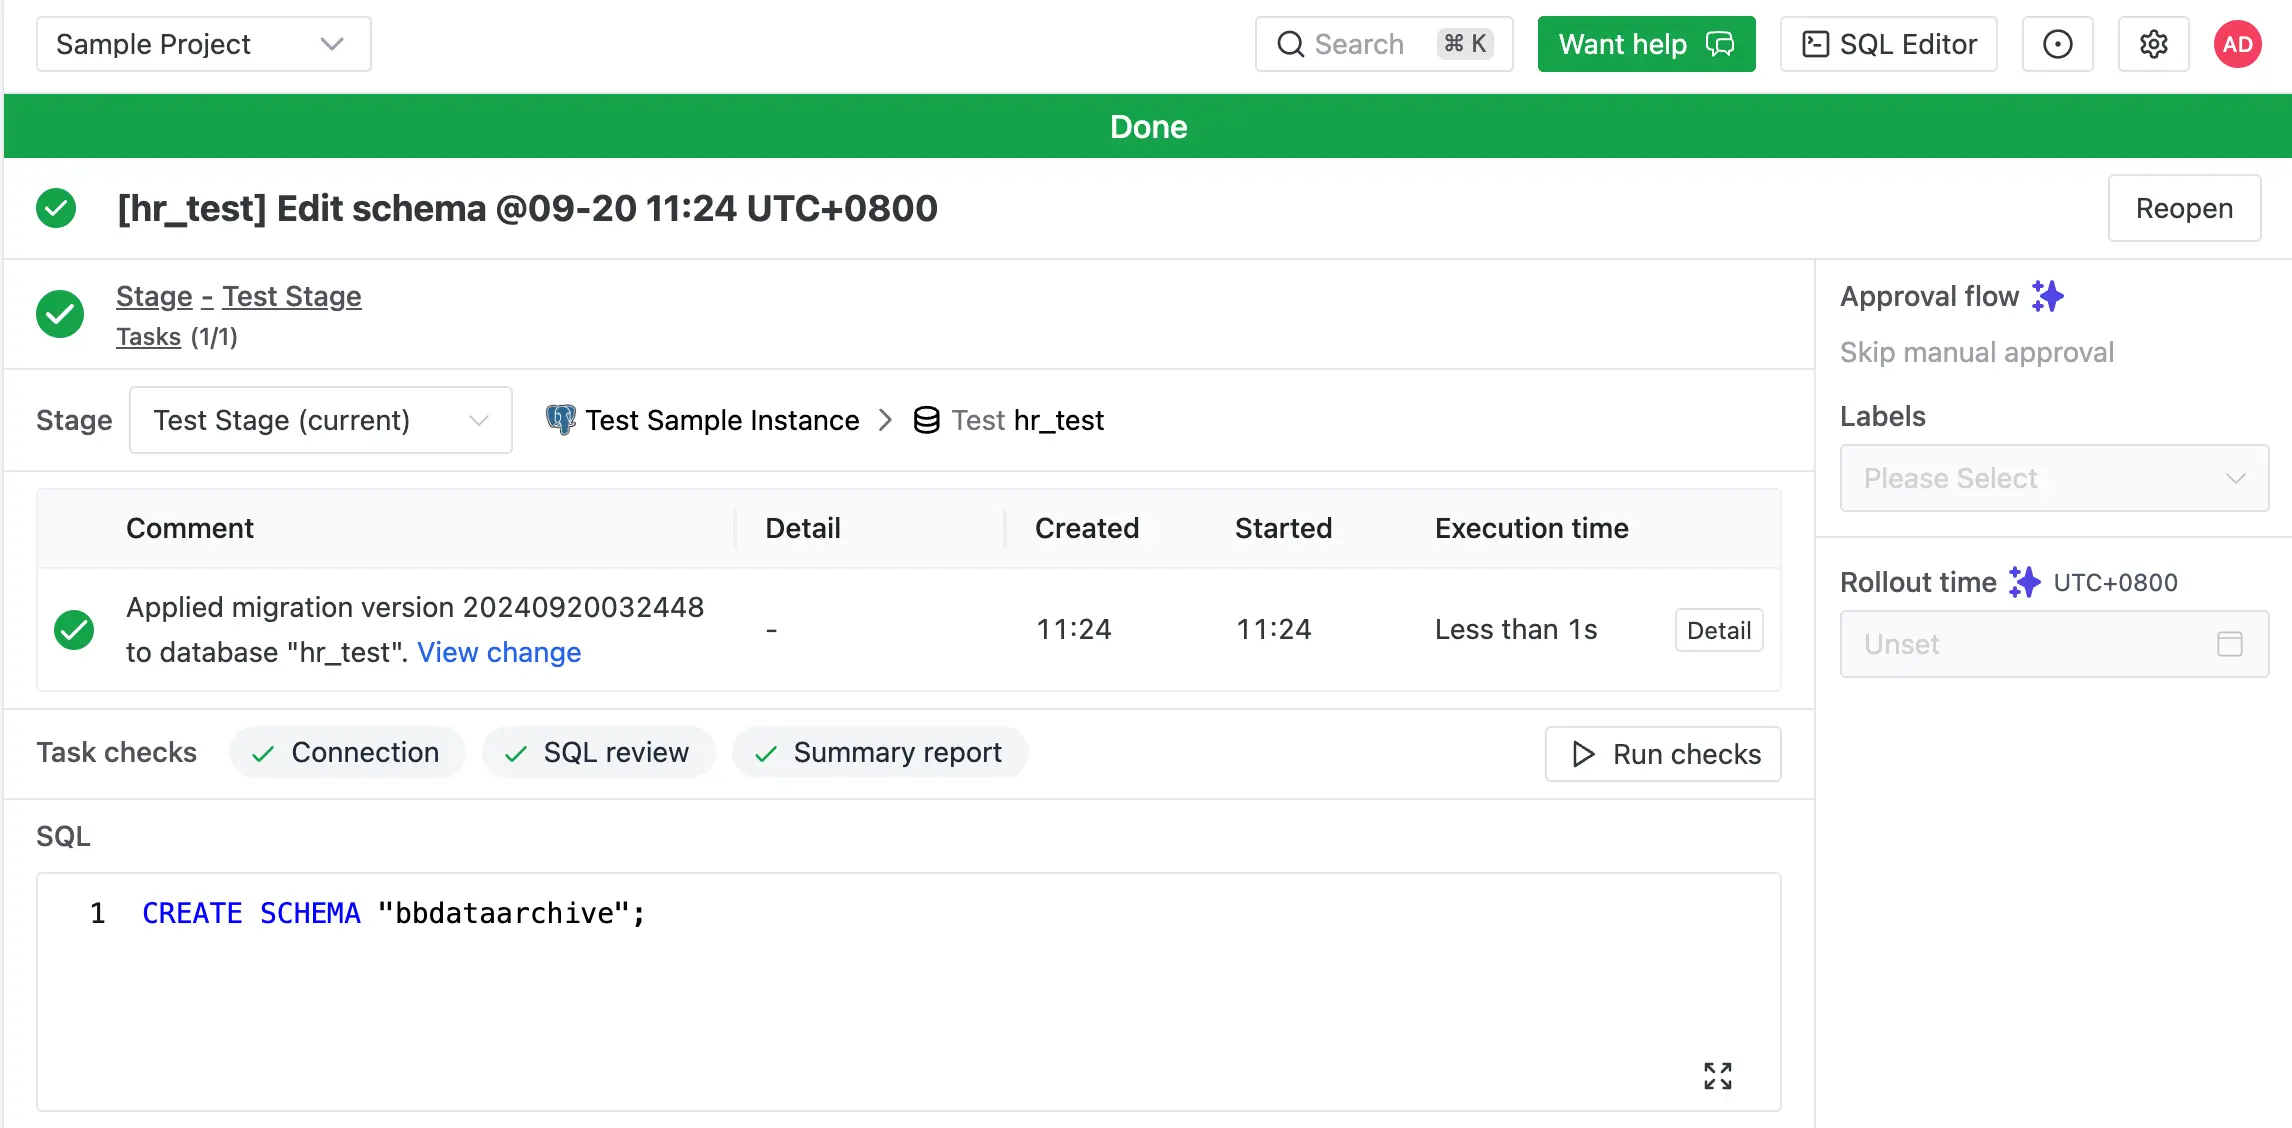 Sample Project
Search ⌘ K
Want help
SQL Editor
AD
Done
[hr_test] Edit schema @09-20 11:24 UTC+0800
Reopen
Stage - Test Stage
Tasks (1/1)
Approval flow
Skip manual approval
Labels
Please Select
Rollout time UTC+0800
Unset
Stage Test Stage (current) Test Sample Instance Test hr_test
Comment Detail Created Started Execution time
Applied migration version 20240920032448
to database "hr_test". View change
- 11:24 11:24 Less than 1s Detail
Task checks Connection SQL review Summary report Run checks
SQL
1 CREATE SCHEMA "bbdataarchive";